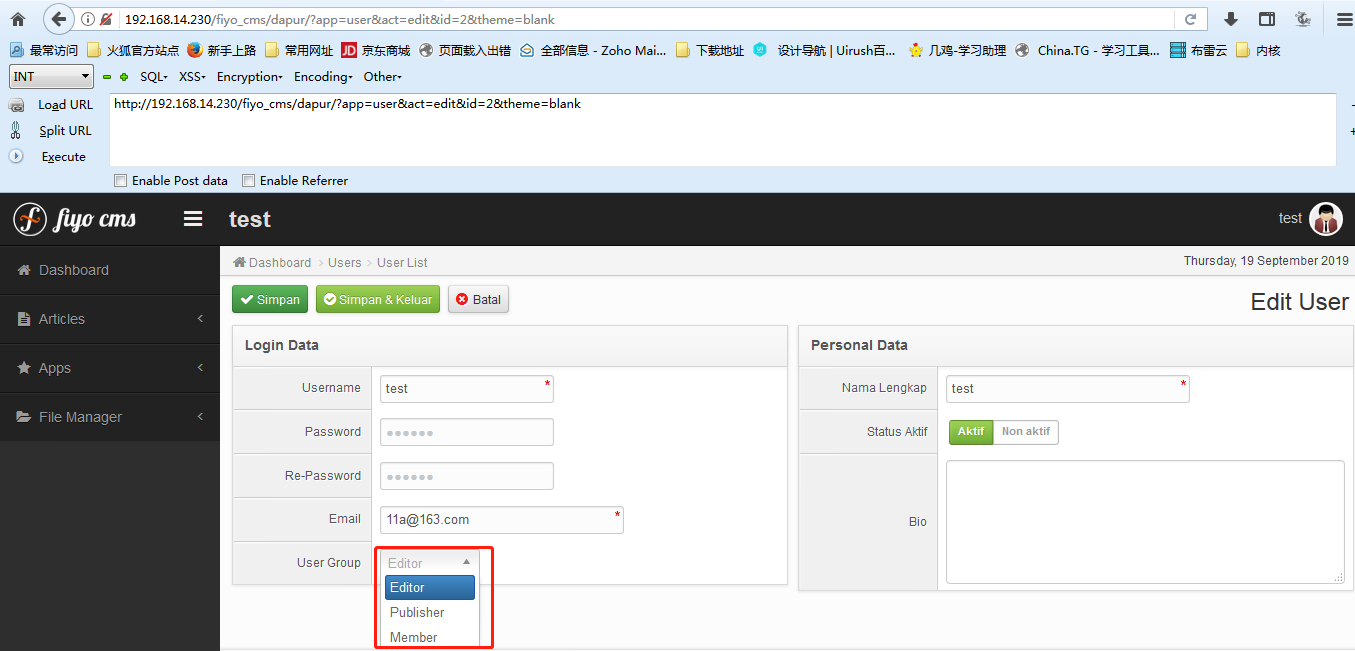 192.168.14.230/fiyo_cms/dapur/?app=user&act=edit&id=2&theme=blank
最常访问 火狐官方站点 新手上路 常用网址 JD 京东商城 页面载入出错 全部信息 - Zoho Mai... 下载地址 设计导航 | Uirush百... 几鸡-学习助理 China.TG - 学习工具... 布雷云 内核
INT SQL- XSS- Encryption- Encoding- Other-
Load URL http://192.168.14.230/fiyo_cms/dapur/?app=user&act=edit&id=2&theme=blank
Split URL
Execute
Enable Post data Enable Referrer
fiyo cms test test
Dashboard
Articles
Apps
File Manager
Dashboard > Users > User List Thursday, 19 September 2019
Simpan Simpan & Keluar Batal Edit User
Login Data
Username test *
Password
Re-Password
Email 11a@163.com *
User Group Editor
Editor
Publisher
Member
Personal Data
Nama Lengkap test *
Status Aktif Aktif Non aktif
Bio